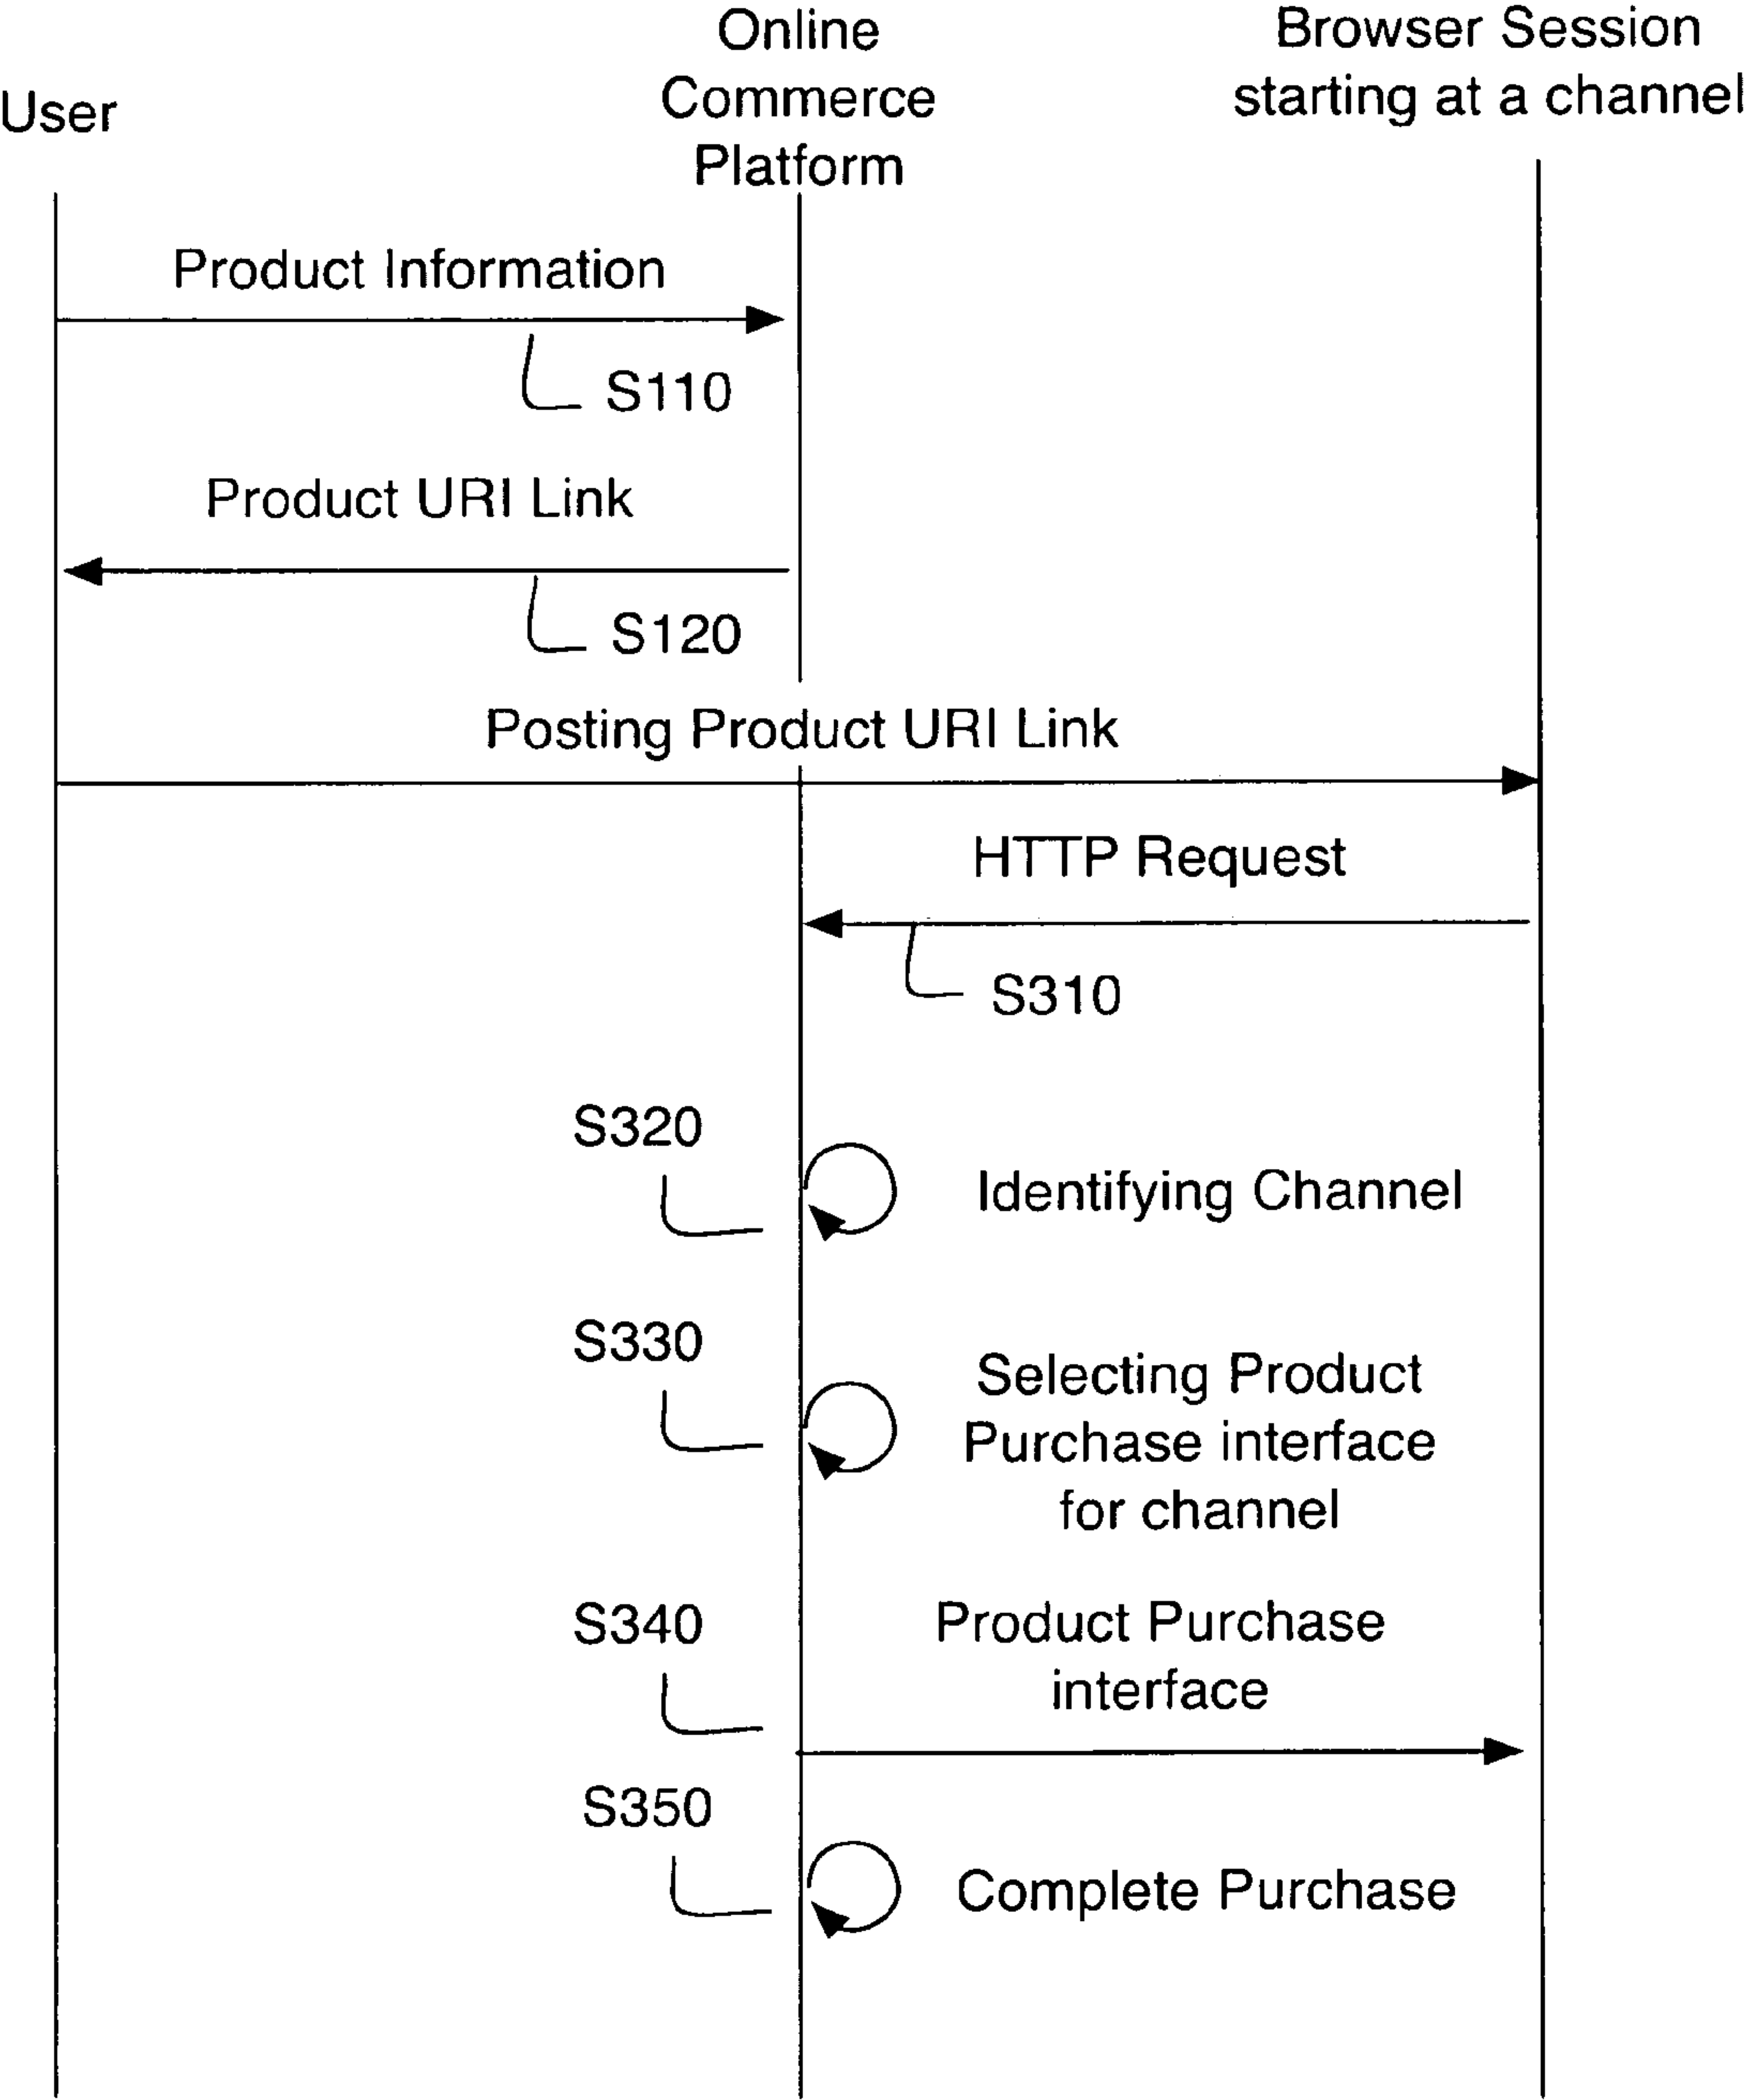 User
Online
Commerce
Platform
Browser Session
starting at a channel
Product Information
S110
Product URI Link
S120
Posting Product URI Link
HTTP Request
S310
S320
Identifying Channel
S330
Selecting Product
Purchase interface
for channel
S340
Product Purchase
interface
S350
Complete Purchase